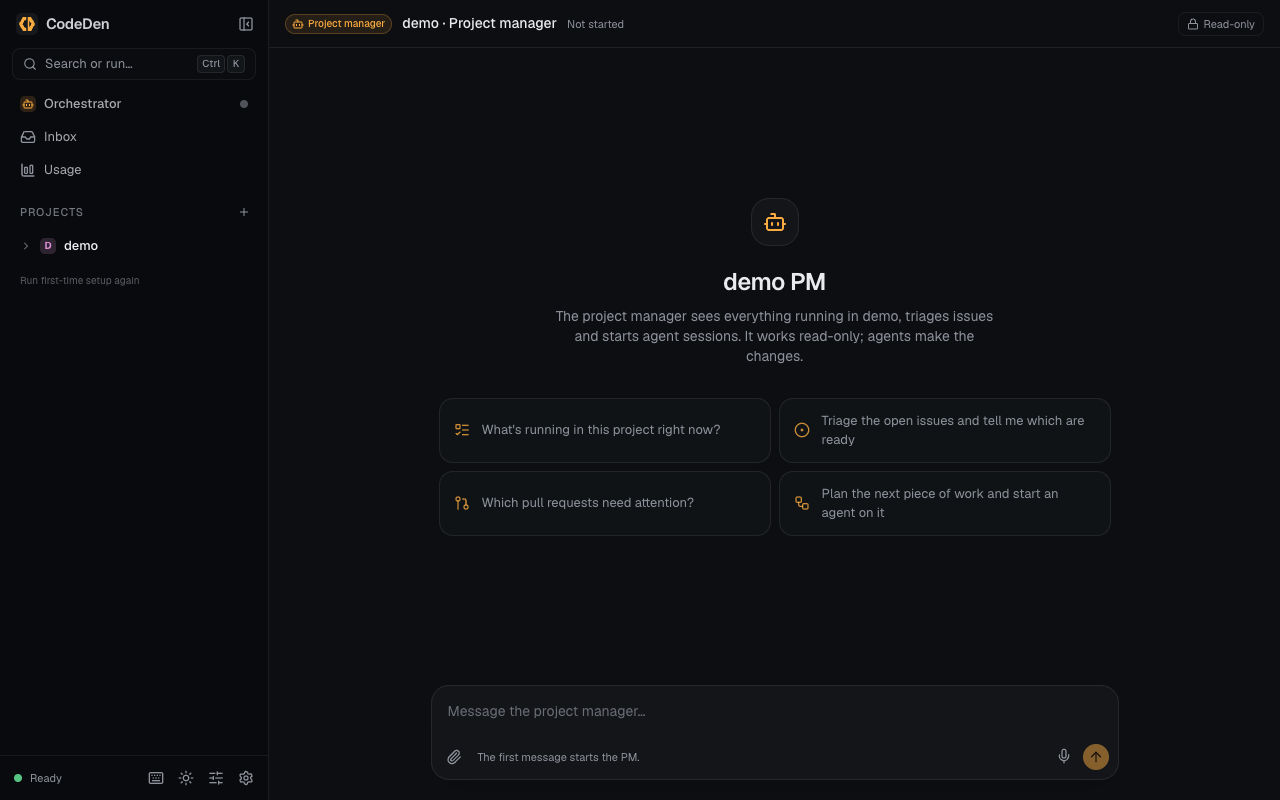 CodeDen
Search or run... Ctrl K
Orchestrator
Inbox
Usage
PROJECTS
D demo
Run first-time setup again
Ready
Project manager demo · Project manager Not started Read-only
demo PM
The project manager sees everything running in demo, triages issues
and starts agent sessions. It works read-only; agents make the
changes.
What's running in this project right now?
Triage the open issues and tell me which are
ready
Which pull requests need attention?
Plan the next piece of work and start an
agent on it
Message the project manager...
The first message starts the PM.